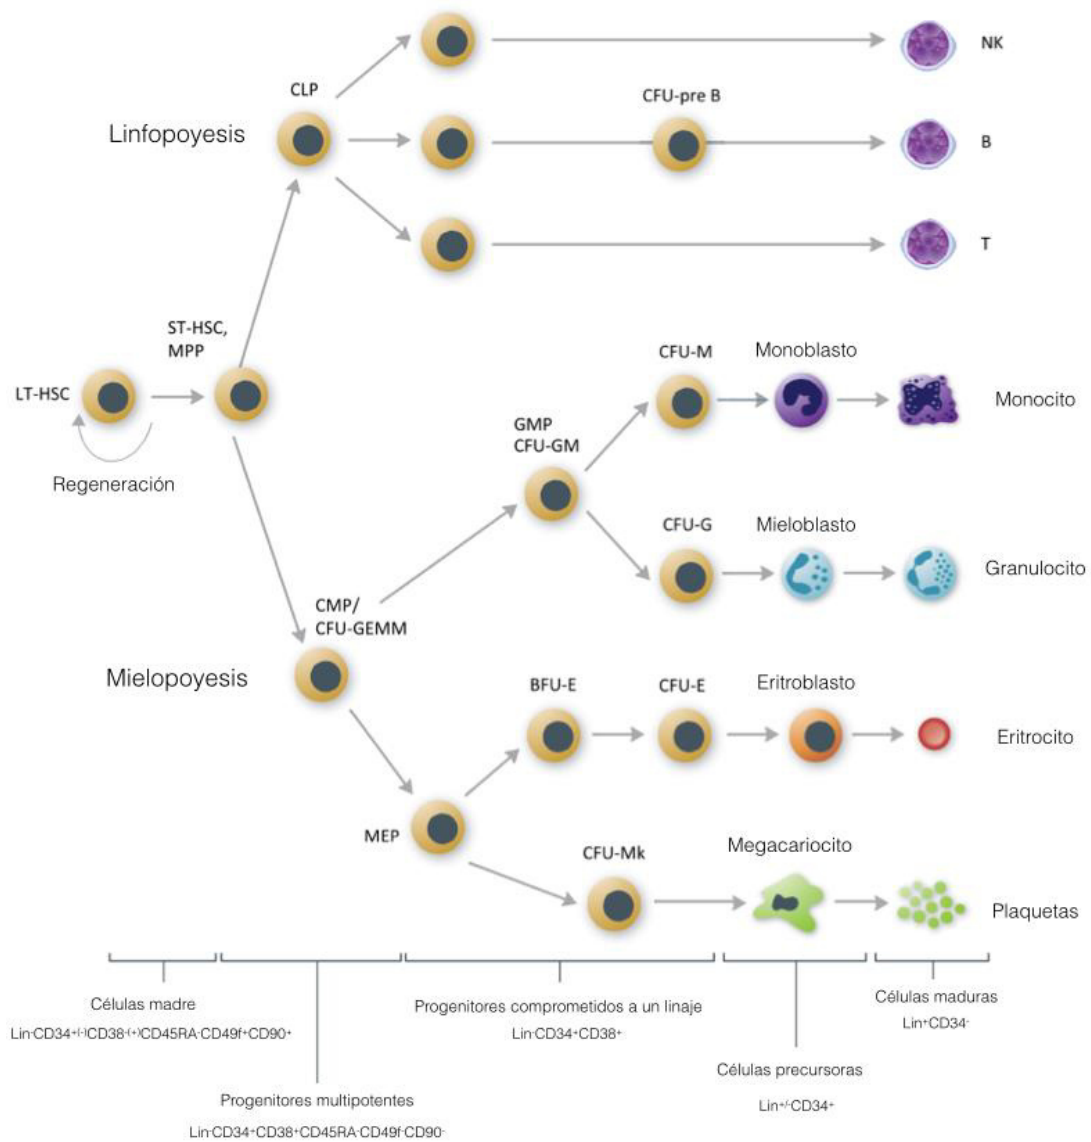 NK
CLP
CFU-pre B
Linfopoyesis
B
T
ST-HSC,
MPP
LT-HSC
Regeneración
CFU-M
Monoblasto
Monocito
GMP
CFU-GM
CFU-G
Mieloblasto
Granulocito
CMP/
CFU-GEMM
Mielopoyesis
BFU-E
CFU-E
Eritroblasto
Eritrocito
MEP
CFU-Mk
Megacariocito
Plaquetas
Células madre
Lin-CD34+(-)CD38-(+)CD45RA-CD49f+CD90+
Progenitores multipotentes
Lin-CD34+CD38+CD45RA-CD49f-CD90-
Progenitores comprometidos a un linaje
Lin-CD34+CD38+
Células precursoras
Lin+/-CD34+
Células maduras
Lin+CD34-